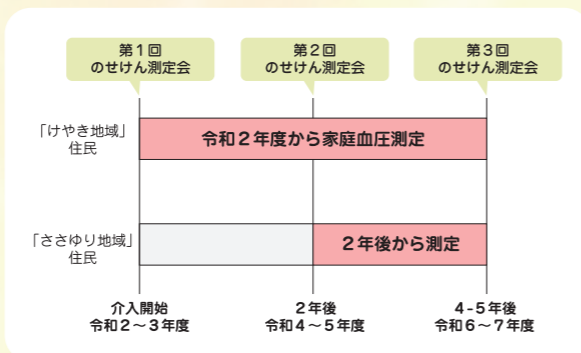 第1回
のせけん測定会
第2回
のせけん測定会
第3回
のせけん測定会
「けやき地域」
住民
令和2年度から家庭血圧測定
「ささゆり地域」
住民
2年後から測定
介入開始
令和2～3年度
2年後
令和4～5年度
4-5年後
令和6～7年度